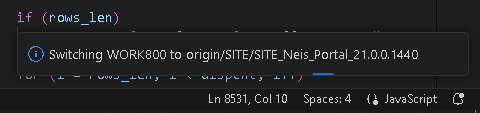 if (rows_len)
Switching WORK800 to origin/SITE/SITE_Neis_Portal_21.0.0.1440
Ln 8531, Col 10 Spaces: 4 {} JavaScript